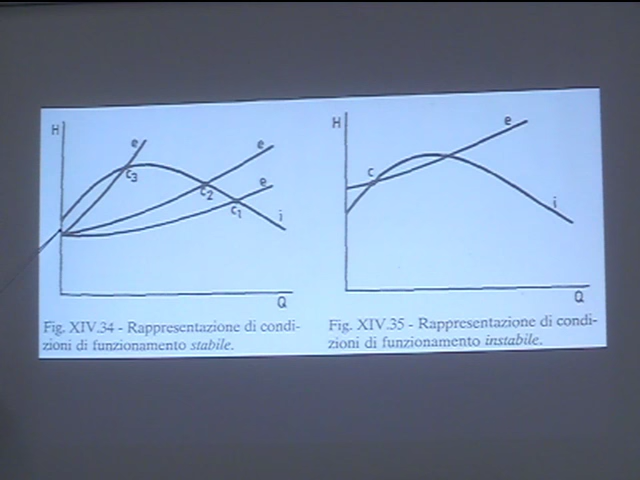 H
e
e
e
c3
c2
c1
i
Q
Fig. XIV.34 - Rappresentazione di condi-
zioni di funzionamento stabile.
H
e
c
i
Q
Fig. XIV.35 - Rappresentazione di condi-
zioni di funzionamento instabile.